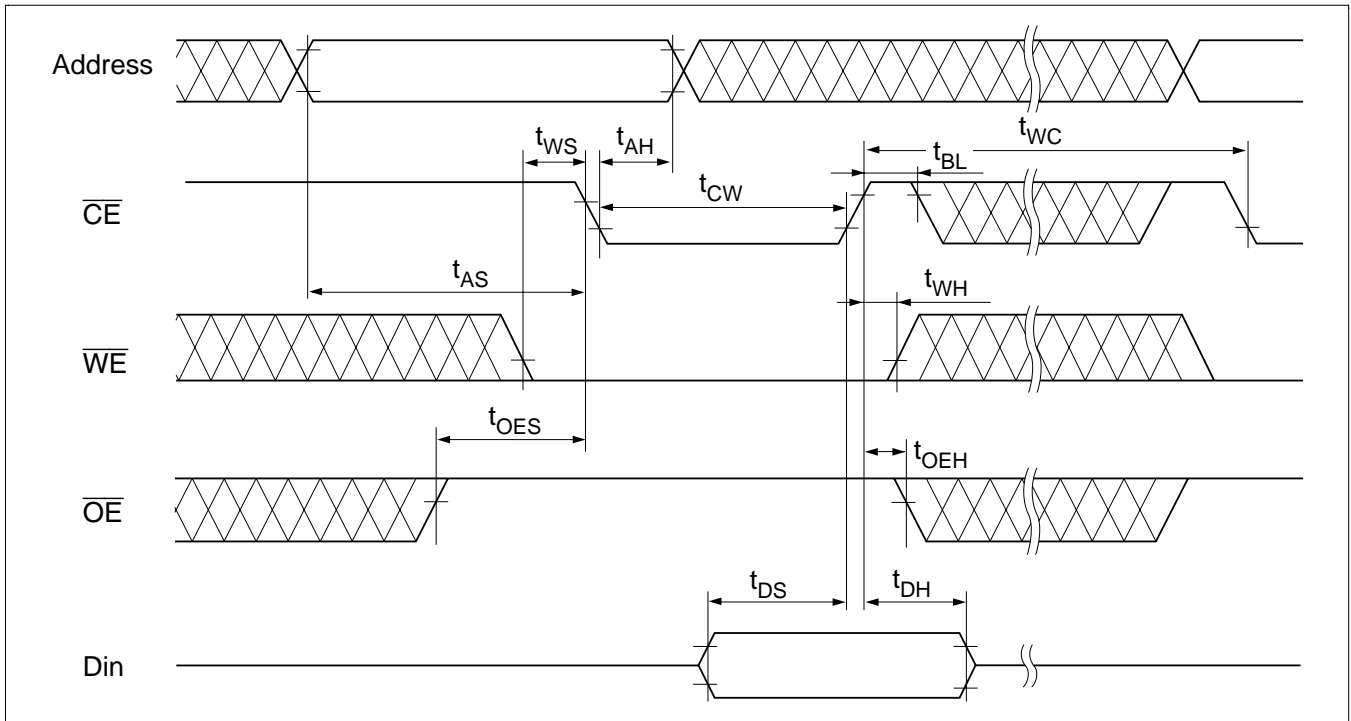 Address
tWS
tAH
tWC
tBL
CE
tCW
tAS
tWH
WE
tOES
tOEH
OE
tDS
tDH
Din